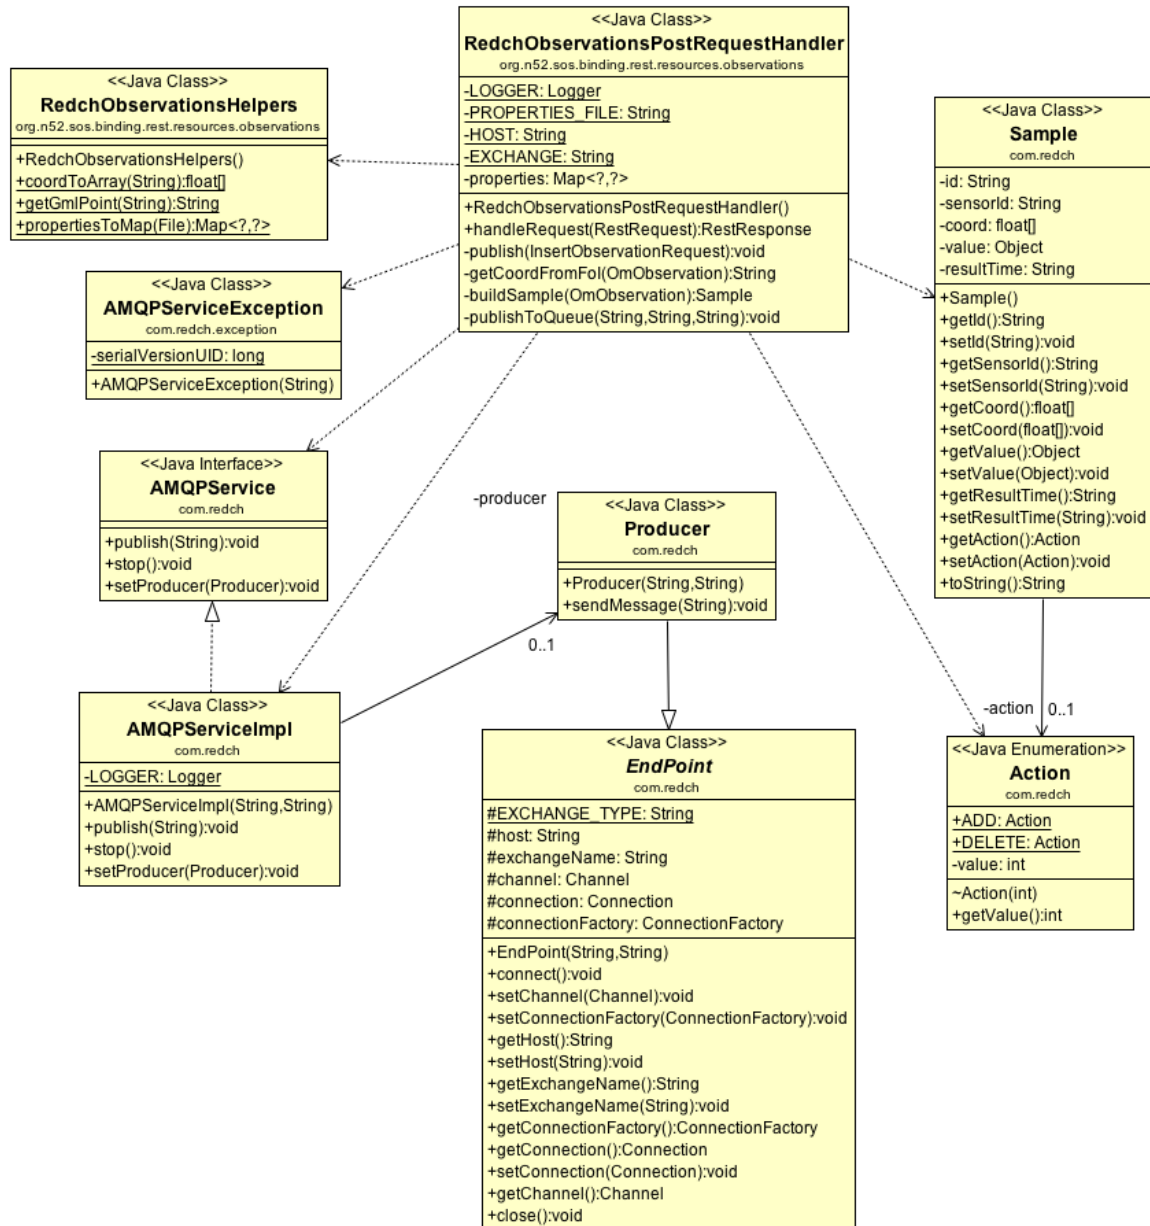 <<Java Class>>
RedchObservationsPostRequestHandler
org.n52.sos.binding.rest.resources.observations
-LOGGER: Logger
-PROPERTIES_FILE: String
-HOST: String
-EXCHANGE: String
-properties: Map<?,?>
+RedchObservationsPostRequestHandler()
+handleRequest(RestRequest):RestResponse
-publish(InsertObservationRequest):void
-getCoordFromFoI(OmObservation):String
-buildSample(OmObservation):Sample
-publishToQueue(String,String,String):void
<<Java Class>>
RedchObservationsHelpers
org.n52.sos.binding.rest.resources.observations
+RedchObservationsHelpers()
+coordToArray(String):float[]
+getGmlPoint(String):String
+propertiesToMap(File):Map<?,?>
<<Java Class>>
Sample
com.redch
-id: String
-sensorId: String
-coord: float[]
-value: Object
-resultTime: String
+Sample()
+getId():String
+setId(String):void
+getSensorId():String
+setSensorId(String):void
+getCoord():float[]
+setCoord(float[]):void
+getValue():Object
+setValue(Object):void
+getResultTime():String
+setResultTime(String):void
+getAction():Action
+setAction(Action):void
+toString():String
<<Java Class>>
AMQPServiceException
com.redch.exception
-serialVersionUID: long
+AMQPServiceException(String)
<<Java Interface>>
AMQPService
com.redch
+publish(String):void
+stop():void
+setProducer(Producer):void
-producer
0..1
<<Java Class>>
Producer
com.redch
+Producer(String,String)
+sendMessage(String):void
<<Java Class>>
AMQPServiceImpl
com.redch
-LOGGER: Logger
+AMQPServiceImpl(String,String)
+publish(String):void
+stop():void
+setProducer(Producer):void
<<Java Class>>
EndPoint
com.redch
#EXCHANGE_TYPE: String
#host: String
#exchangeName: String
#channel: Channel
#connection: Connection
#connectionFactory: ConnectionFactory
+EndPoint(String,String)
+connect():void
+setChannel(Channel):void
+setConnectionFactory(ConnectionFactory):void
+getHost():String
+setHost(String):void
+getExchangeName():String
+setExchangeName(String):void
+getConnectionFactory():ConnectionFactory
+getConnection():Connection
+setConnection(Connection):void
+getChannel():Channel
+close():void
-action 0..1
<<Java Enumeration>>
Action
com.redch
+ADD: Action
+DELETE: Action
-value: int
~Action(int)
+getValue():int